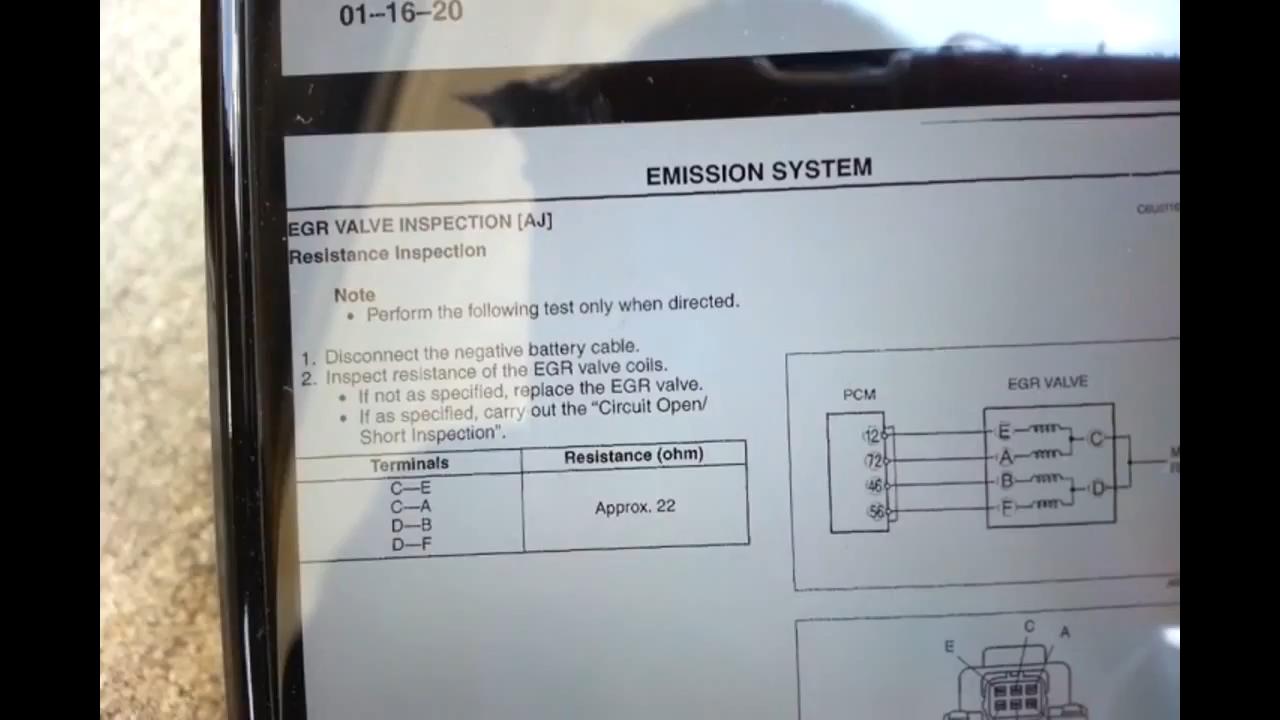 01--16--20
EMISSION SYSTEM
EGR VALVE INSPECTION [AJ]
Resistance Inspection
Note
• Perform the following test only when directed.
1. Disconnect the negative battery cable.
2. Inspect resistance of the EGR valve coils.
• If not as specified, replace the EGR valve.
• If as specified, carry out the “Circuit Open/
Short Inspection”.
Terminals Resistance (ohm)
C—E
C—A
D—B
D—F
Approx. 22
PCM EGR VALVE
12 E C
72 A
46 B D
56 F
E C A